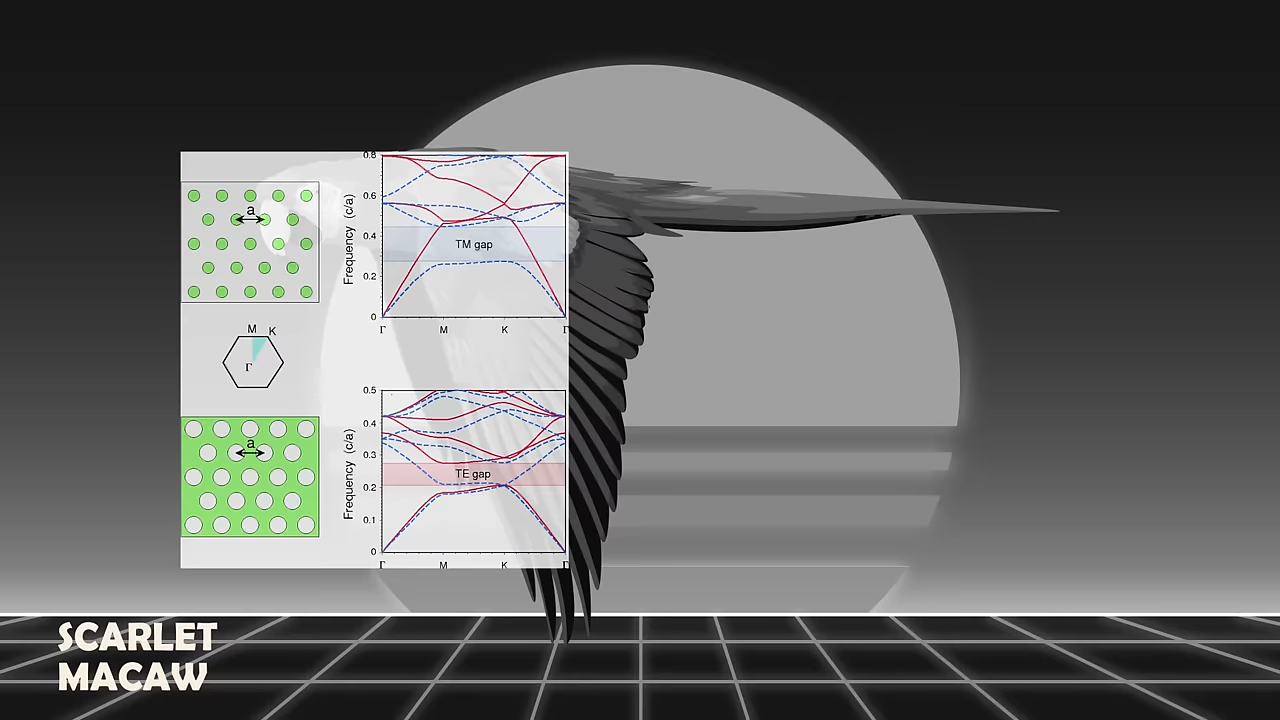 a
M K
Γ
a
Frequency (c/a)
0.8
0.6
0.4
0.2
0
TM gap
Γ M K Γ
Frequency (c/a)
0.5
0.4
0.3
0.2
0.1
0
TE gap
Γ M K Γ
SCARLET
MACAW